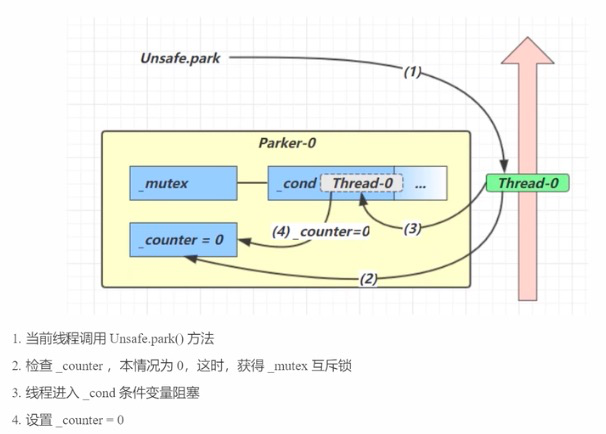 Unsafe.park
(1)
Parker-0
_mutex
_cond
Thread-0
...
Thread-0
_counter = 0
(4) _counter=0
(3)
(2)
1. 当前线程调用 Unsafe.park() 方法
2. 检查 _counter ，本情况为 0，这时，获得 _mutex 互斥锁
3. 线程进入 _cond 条件变量阻塞
4. 设置 _counter = 0